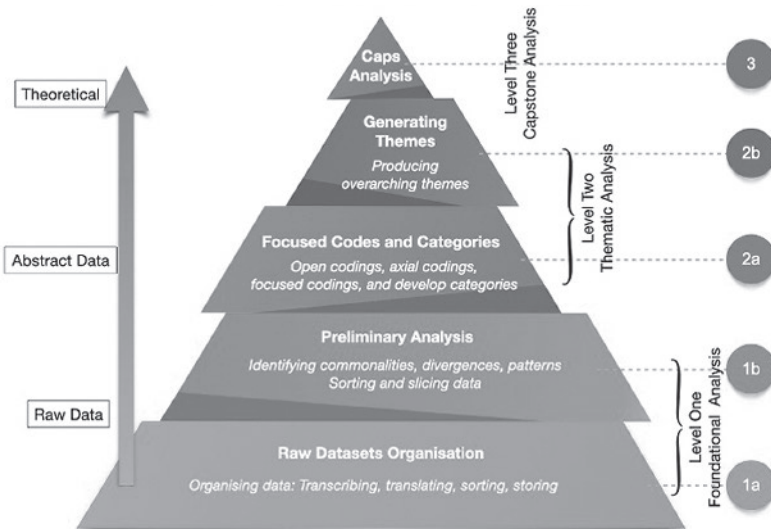 Theoretical
Abstract Data
Raw Data
Caps
Analysis
Generating
Themes
Producing
overarching themes
Focused Codes and Categories
Open codings, axial codings,
focused codings, and develop categories
Preliminary Analysis
Identifying commonalities, divergences, patterns
Sorting and slicing data
Raw Datasets Organisation
Organising data: Transcribing, translating, sorting, storing
Level Three
Capstone Analysis
Level Two
Thematic Analysis
Level One
Foundational Analysis
3
2b
2a
1b
1a